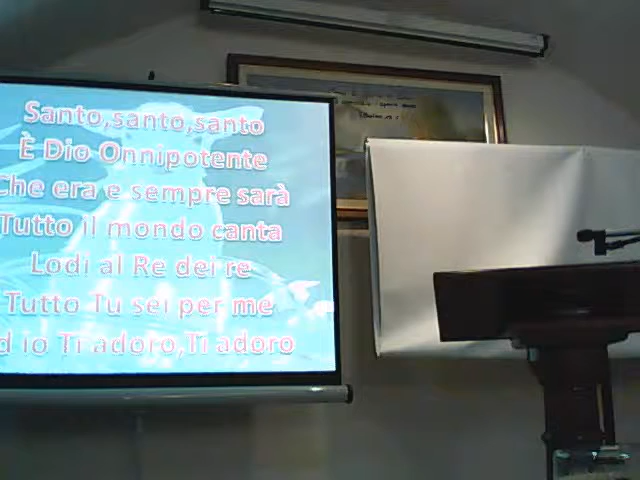 Santo,santo,santo
È Dio Onnipotente
Che era e sempre sarà
Tutto il mondo canta
Lodi al Re dei re
Tutto Tu sei per me
d io Ti adoro,Ti adoro